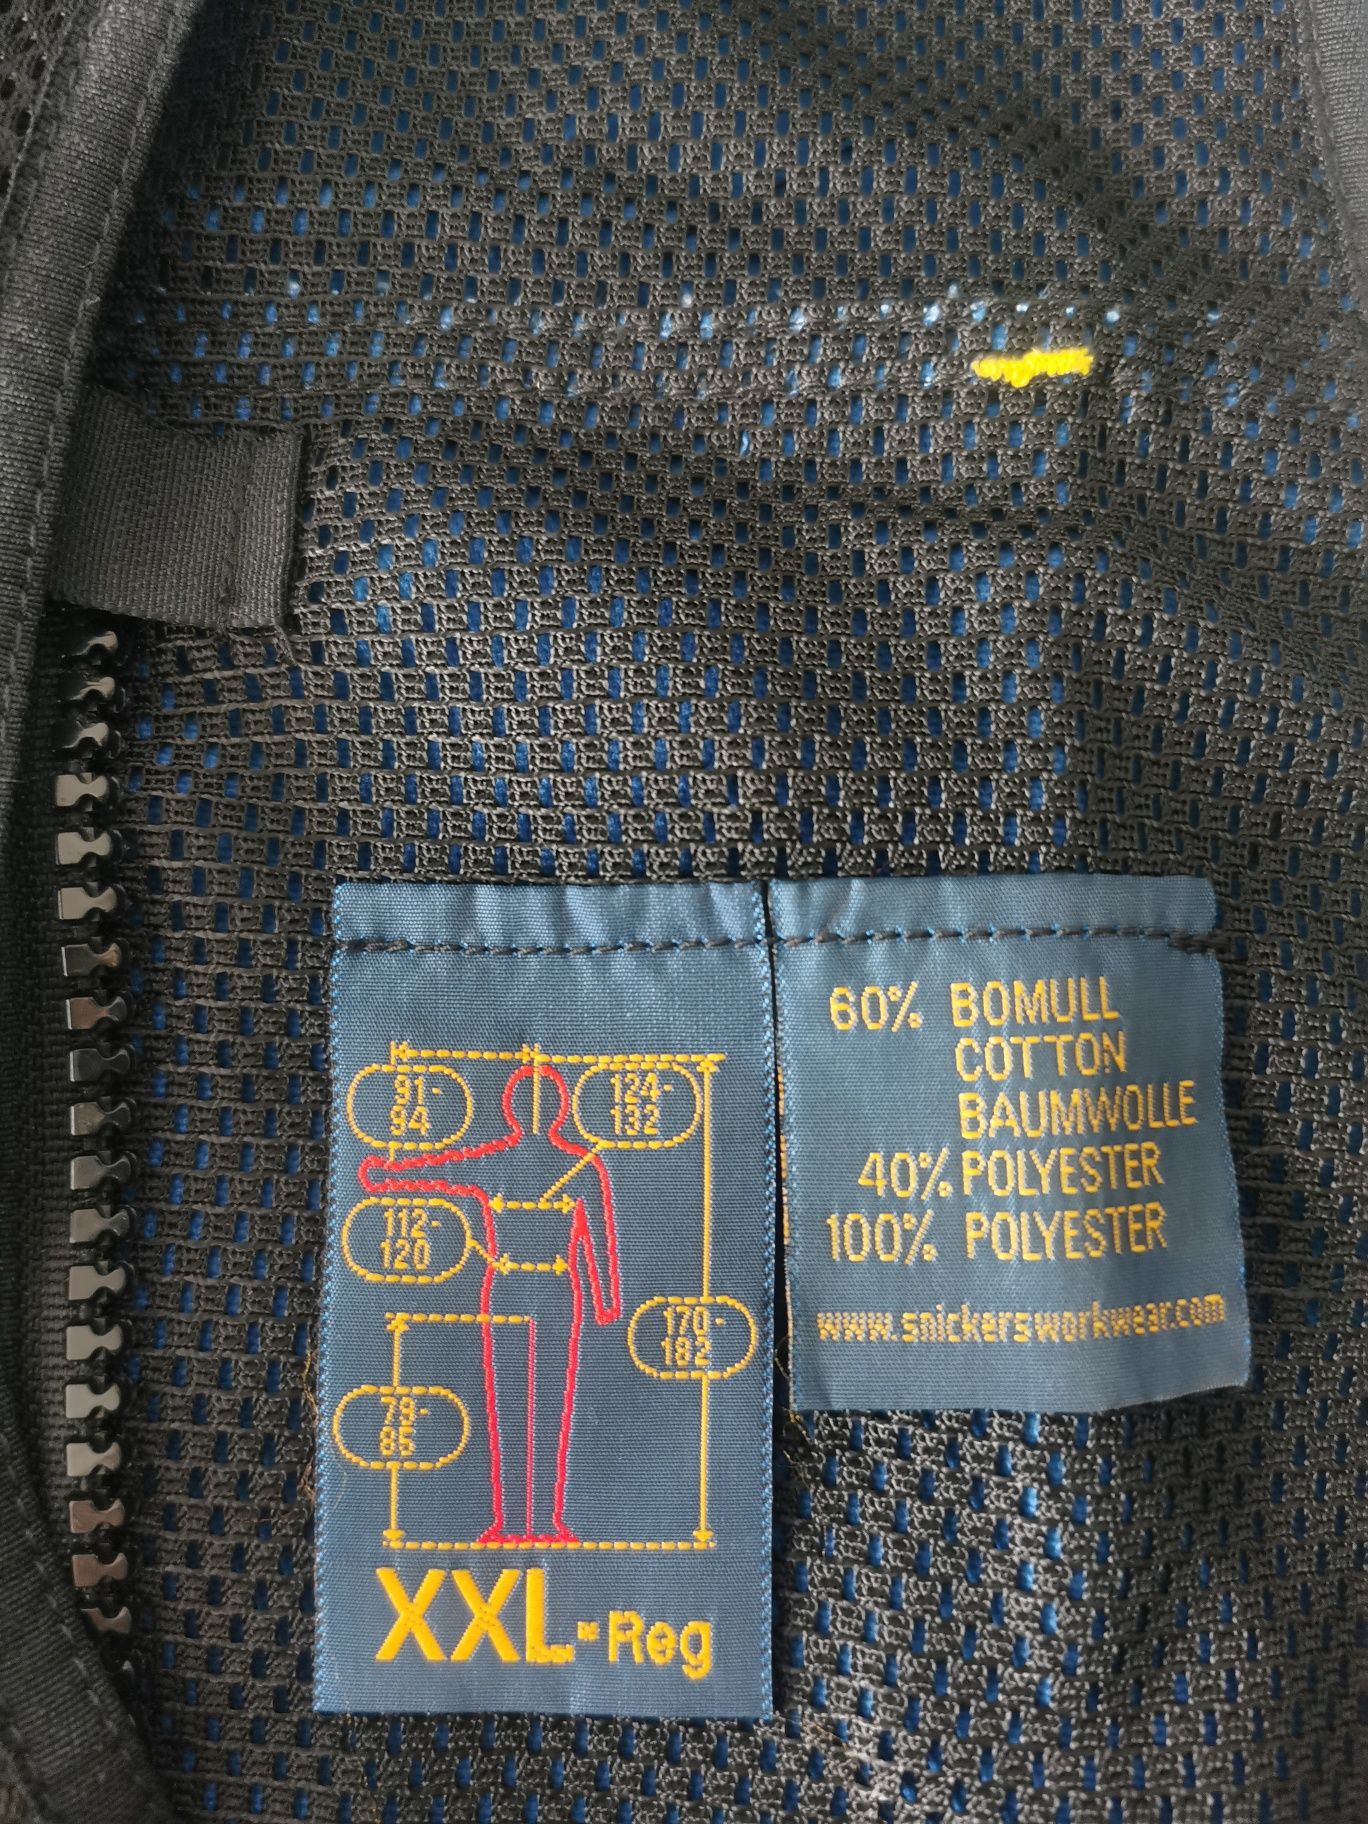 91-
94
124-
132
112-
120
170-
182
79-
85
XXL-Reg
60% BOMULL
COTTON
BAUMWOLLE
40% POLYESTER
100% POLYESTER
www.snickersworkwear.com